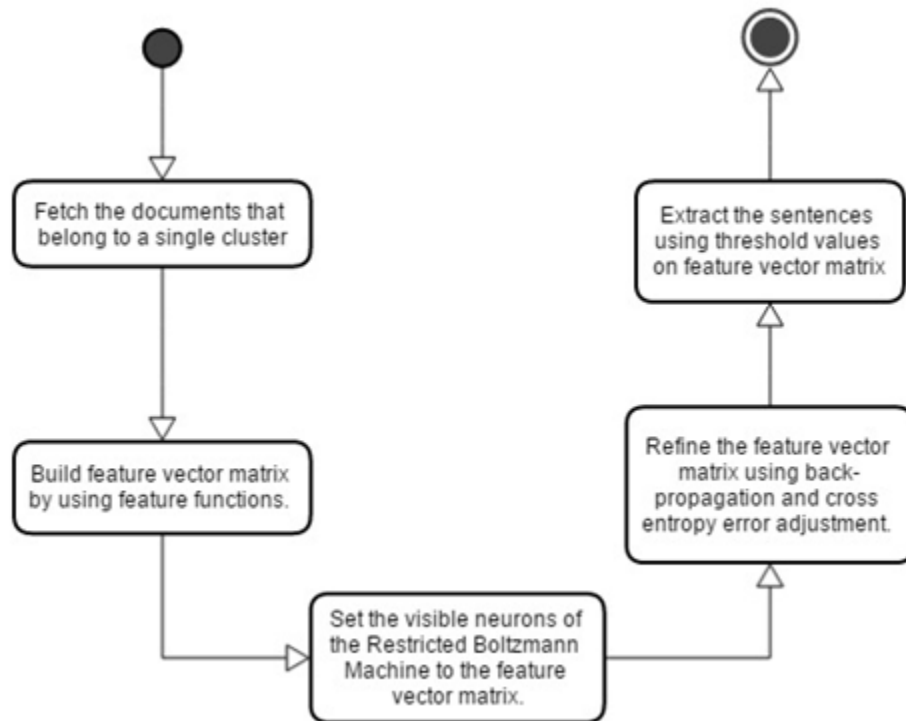 Fetch the documents that
belong to a single cluster
Build feature vector matrix
by using feature functions.
Set the visible neurons of
the Restricted Boltzmann
Machine to the feature
vector matrix.
Refine the feature vector
matrix using back-
propagation and cross
entropy error adjustment.
Extract the sentences
using threshold values
on feature vector matrix